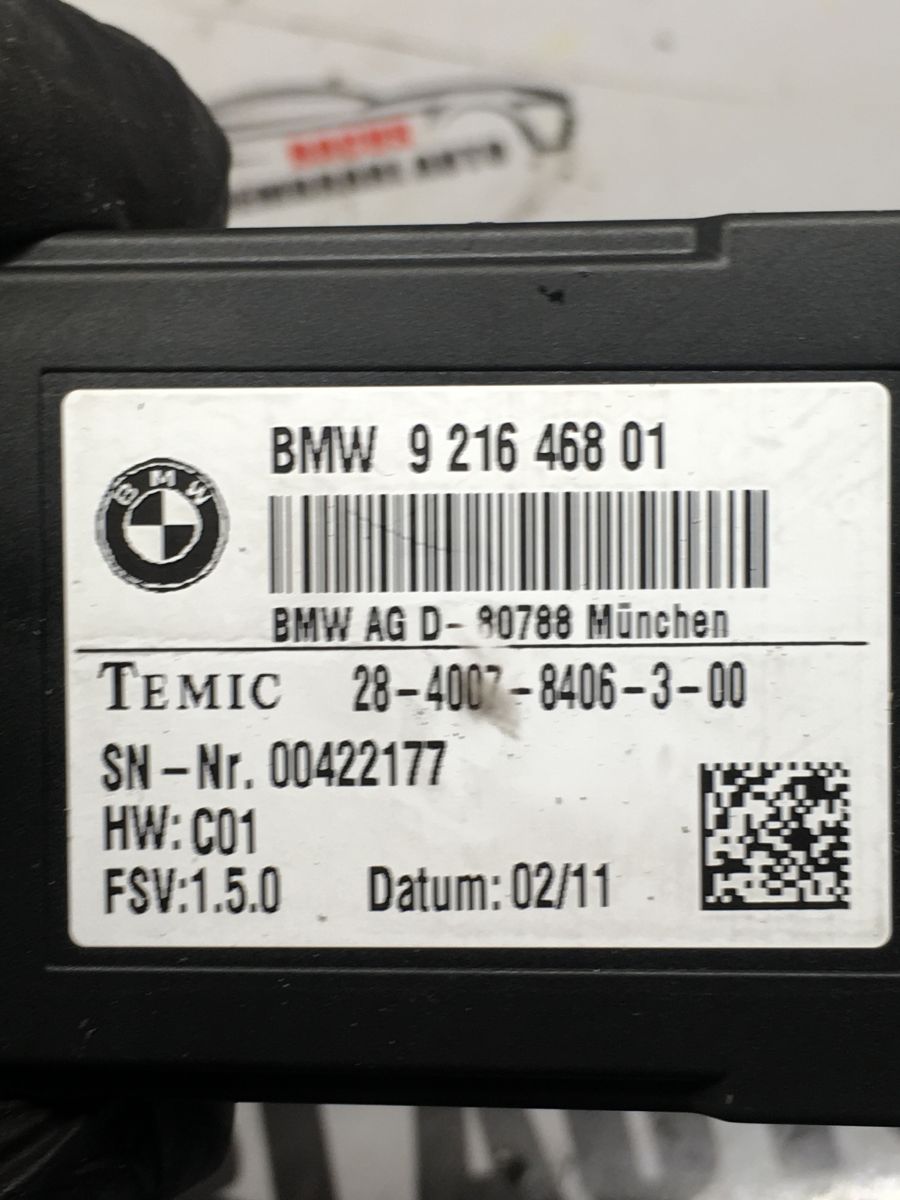 BMW 9 216 468 01
BMW
BMW AG D- 80788 München
TEMIC 28-4007-8406-3-00
SN-Nr. 00422177
HW: C01
FSV:1.5.0 Datum: 02/11